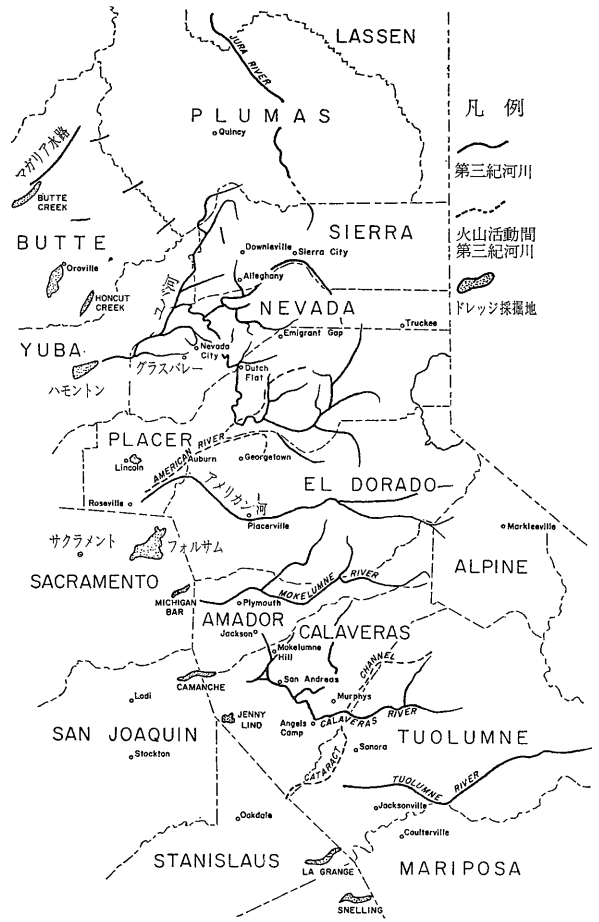 LASSEN
JURA RIVER
PLUMAS
Quincy
マガリア水路
BUTTE
CREEK
BUTTE
Oroville
HONCUT
CREEK
凡例
第三紀河川
火山活動間
第三紀河川
ドレッジ採掘地
SIERRA
Downieville
Sierra City
Alleghany
ユバ河
NEVADA
Truckee
Emigrant Gap
YUBA
Nevada
City
グラスバレー
Dutch
Flat
ハモントン
PLACER
Lincoln
AMERICAN RIVER
Auburn
Georgetown
EL DORADO
Roseville
アメリカン河
Placerville
Markleeville
サクラメント
フォルサム
SACRAMENTO
ALPINE
MICHIGAN
BAR
Plymouth
MOKELUMNE RIVER
AMADOR
Jackson
CALAVERAS
Mokelumne
Hill
CHANNEL
San Andreas
CAMANCHE
Lodi
Murphys
JENNY
LIND
Angels
Camp
CALAVERAS RIVER
SAN JOAQUIN
Stockton
Sonora
TUOLUMNE
CATARACT
TUOLUMNE RIVER
Jacksonville
Oakdale
Coulterville
STANISLAUS
LA GRANGE
MARIPOSA
SNELLING